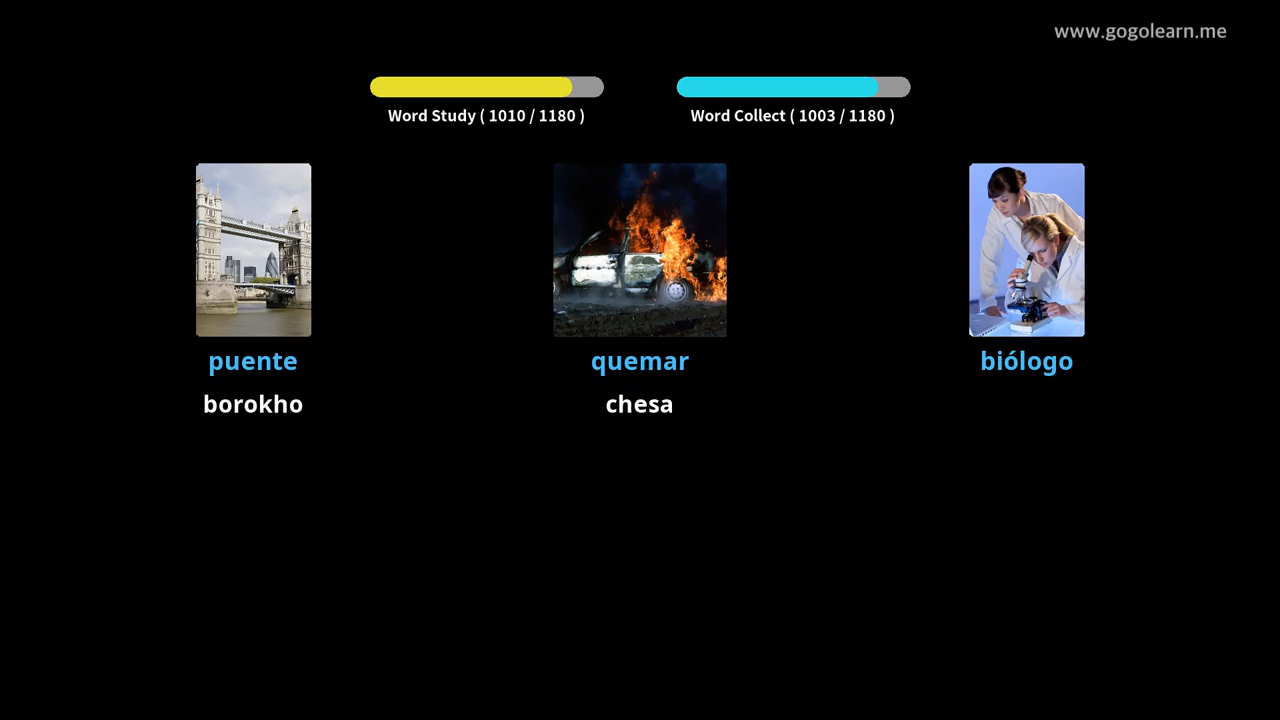 www.gogolearn.me
Word Study ( 1010 / 1180 )
Word Collect ( 1003 / 1180 )
puente
quemar
biólogo
borokho
chesa